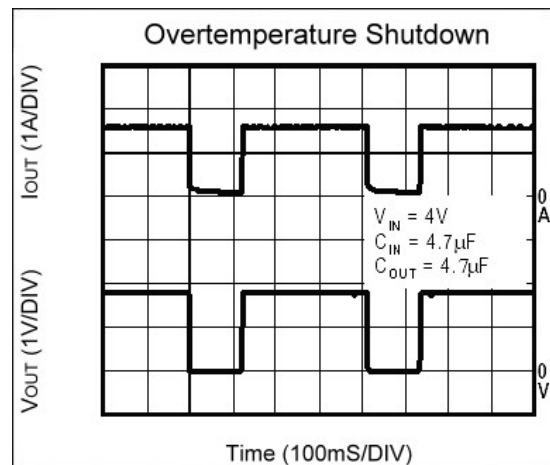 Overtemperature Shutdown
IOUT (1A/DIV)
0
A
VIN = 4V
CIN = 4.7µF
COUT = 4.7µF
VOUT (1V/DIV)
0
V
Time (100mS/DIV)